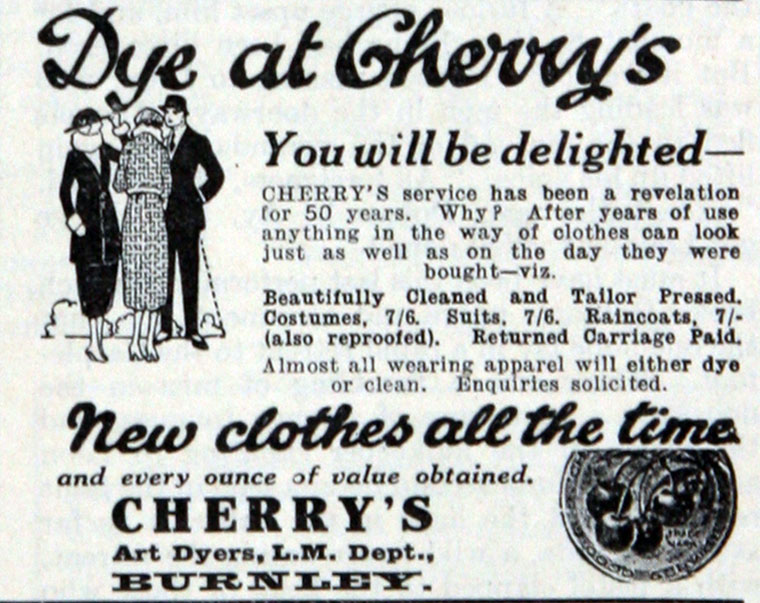 Dye at Cherry's
You will be delighted—
CHERRY'S service has been a revelation
for 50 years. Why? After years of use
anything in the way of clothes can look
just as well as on the day they were
bought—viz.
Beautifully Cleaned and Tailor Pressed.
Costumes, 7/6. Suits, 7/6. Raincoats, 7/-
(also reproofed). Returned Carriage Paid.
Almost all wearing apparel will either dye
or clean. Enquiries solicited.
New clothes all the time
and every ounce of value obtained.
CHERRY'S
Art Dyers, L.M. Dept.,
BURNLEY.
TRADE
MARK